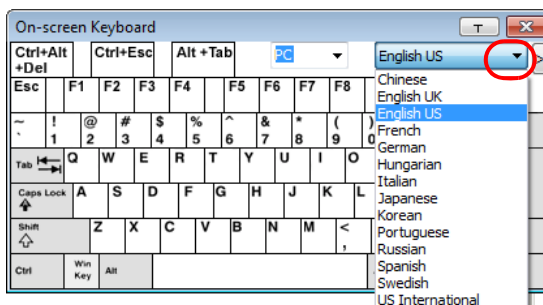 On-screen Keyboard
Ctrl+Alt +Del Ctrl+Esc Alt +Tab PC English US >
Esc F1 F2 F3 F4 F5 F6 F7 F8
~ ` ! 1 @ 2 # 3 $ 4 % 5 ^ 6 & 7 * 8 ( 9 ) 0
Tab Q W E R T Y U I O
Caps Lock A S D F G H J K L
Shift Z X C V B N M < ,
Ctrl Win Key Alt
Chinese
English UK
English US
French
German
Hungarian
Italian
Japanese
Korean
Portuguese
Russian
Spanish
Swedish
US International